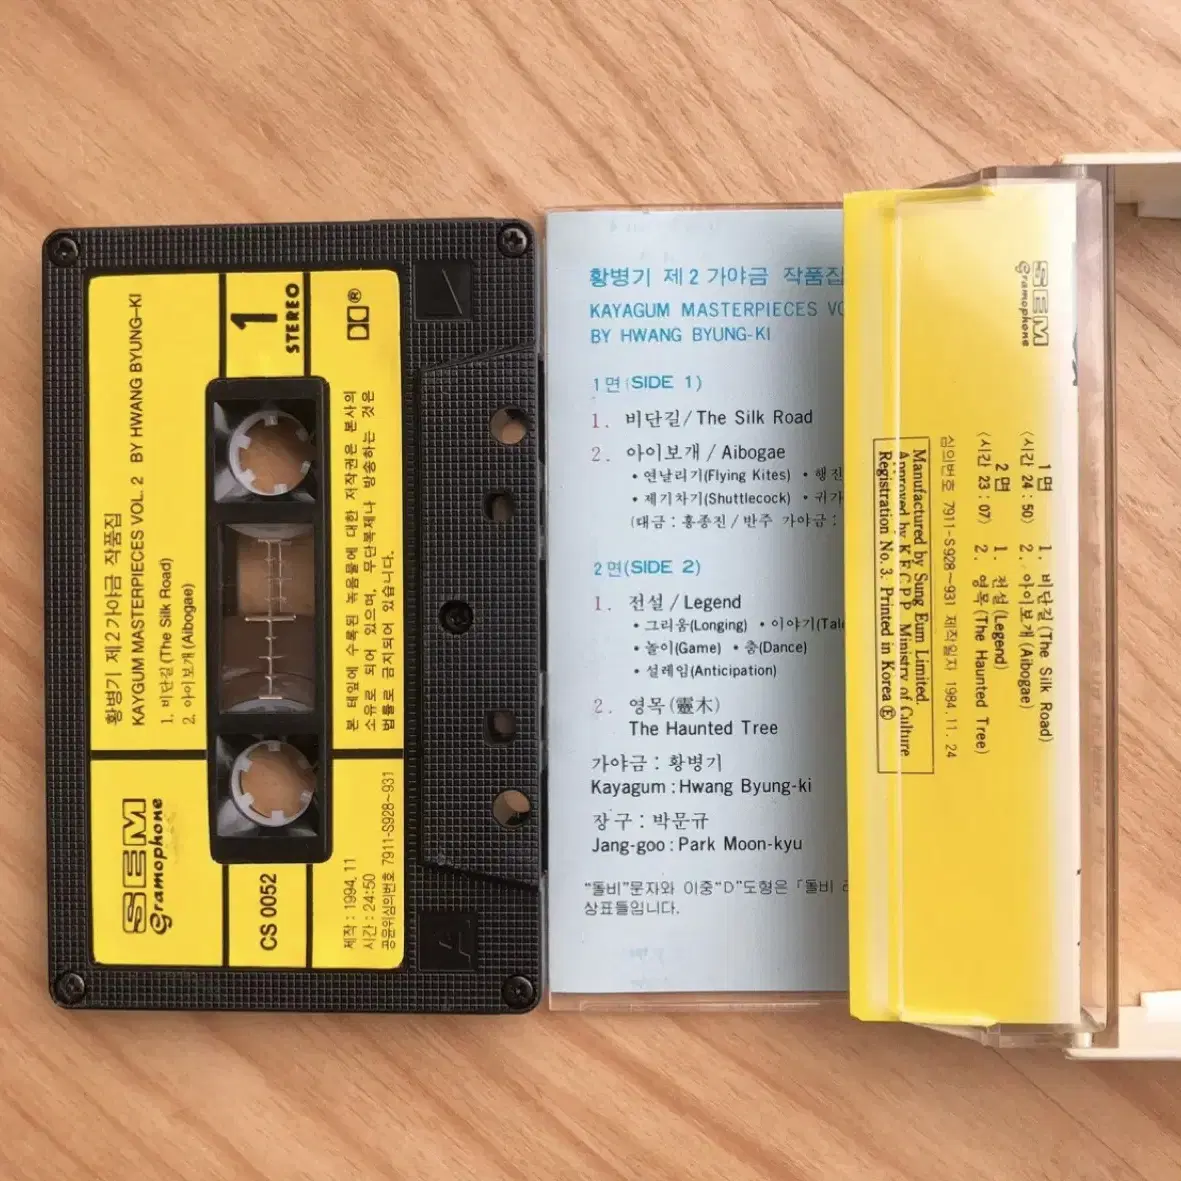 황병기 제2가야금 작품집
KAYGUM MASTERPIECES VOL. 2 BY HWANG BYUNG-KI
1. 비단길 (The Silk Road)
2. 아이보개 (Aibogae)
1
STEREO
본 테잎에 수록된 녹음물에 대한 저작권은 본사의
소유로 되어 있으며, 무단복제나 방송하는 것은
법률로 금지되어 있습니다.
SEM
Gramophone
CS 0052
제작 : 1994. 11
시간 : 24:50
공윤위심의번호 7911-S928~931
A
황병기 제2가야금 작품집
KAYAGUM MASTERPIECES
BY HWANG BYUNG-KI
1면(SIDE 1)
1. 비단길/The Silk Road
2. 아이보개/Aibogae
• 연날리기(Flying Kites) • 행진
• 제기차기(Shuttlecock) • 귀가
(대금: 홍종진/반주 가야금:
2면(SIDE 2)
1. 전설/Legend
• 그리움(Longing) • 이야기(Tale
• 놀이(Game) • 춤(Dance)
• 설레임(Anticipation)
2. 영목(靈木)
The Haunted Tree
가야금 : 황병기
Kayagum : Hwang Byung-ki
장구 : 박문규
Jang-goo : Park Moon-kyu
"돌비"문자와 이중"D"도형은 「돌비
상표들입니다.
SEM
Gramophone
1면 1. 비단길 (The Silk Road)
(시간 24 : 50) 2. 아이보개 (Aibogae)
2면 1. 전설 (Legend)
(시간 23 : 07) 2. 영목 (The Haunted Tree)
심의번호 7911-S928~931 제작일자 1984. 11. 24
Manufactured by Sung Eum Limited.
Approved by K.F.C.P.P Ministry of Culture
Registration No. 3. Printed in Korea Ⓔ